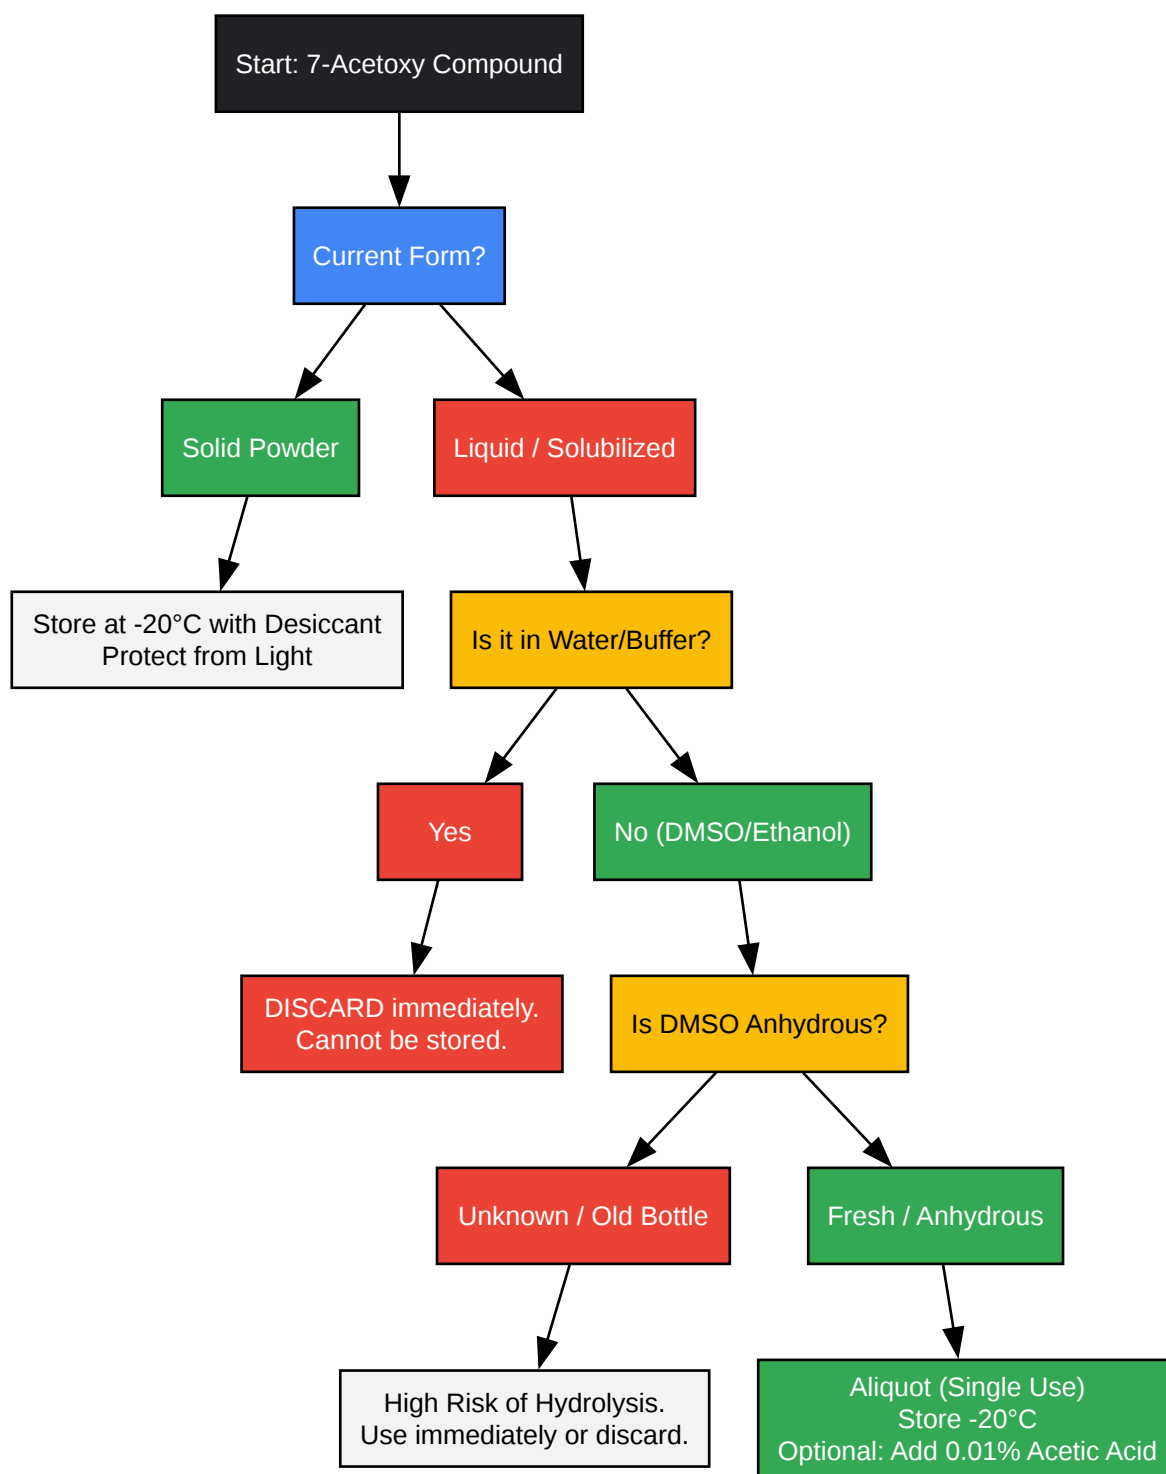 Start: 7-Acetoxy Compound
Current Form?
Solid Powder
Liquid / Solubilized
Store at -20°C with Desiccant
Protect from Light
Is it in Water/Buffer?
Yes
No (DMSO/Ethanol)
DISCARD immediately.
Cannot be stored.
Is DMSO Anhydrous?
Unknown / Old Bottle
Fresh / Anhydrous
High Risk of Hydrolysis.
Use immediately or discard.
Aliquot (Single Use)
Store -20°C
Optional: Add 0.01% Acetic Acid